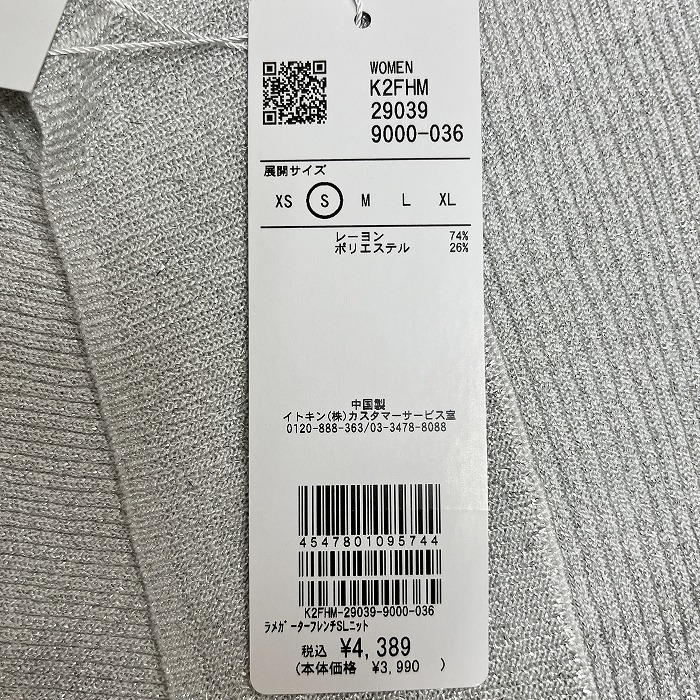 WOMEN
K2FHM
29039
9000-036
展開サイズ
XS S M L XL
レーヨン 74%
ポリエステル 26%
中国製
イトキン(株)カスタマーサービス室
0120-888-363/03-3478-8088
4547801095744
K2FHM-29039-9000-036
ラメガーターフレンチSLニット
税込 ¥4,389
(本体価格 ¥3,990 )